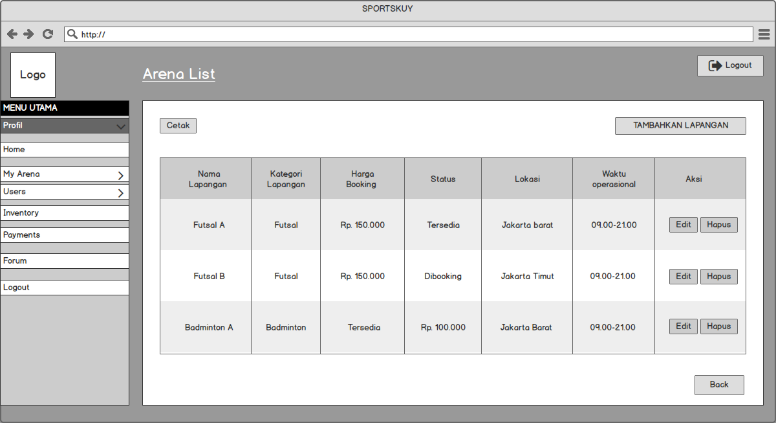 SPORTSKUY
http://
Logo
Arena List
Logout
MENU UTAMA
Profil
Home
My Arena
Users
Inventory
Payments
Forum
Logout
Cetak
TAMBAHKAN LAPANGAN
Nama Lapangan Kategori Lapangan Harga Booking Status Lokasi Waktu operasional Aksi
Futsal A Futsal Rp. 150.000 Tersedia Jakarta barat 09.00-21.00 Edit Hapus
Futsal B Futsal Rp. 150.000 Dibooking Jakarta Timut 09.00-21.00 Edit Hapus
Badminton A Badminton Tersedia Rp. 100.000 Jakarta Barat 09.00-21.00 Edit Hapus
Back